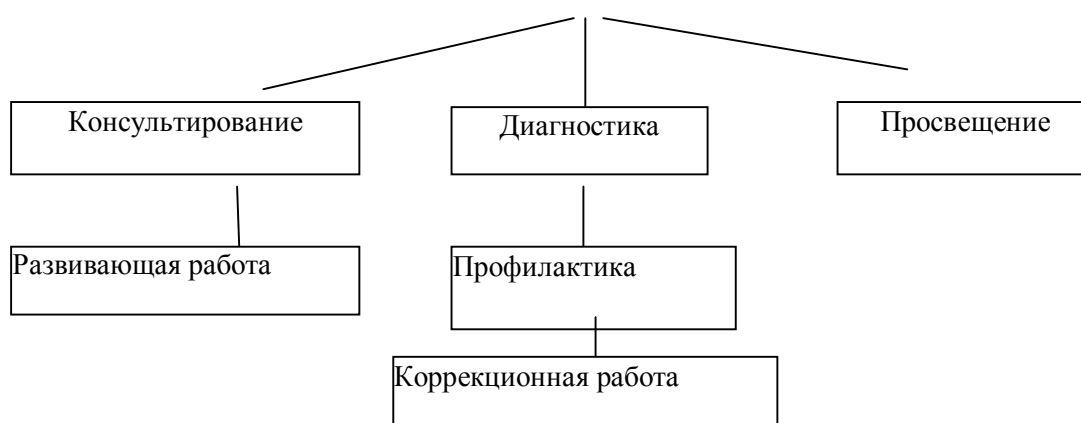 Консультирование
Диагностика
Просвещение
Развивающая работа
Профилактика
Коррекционная работа